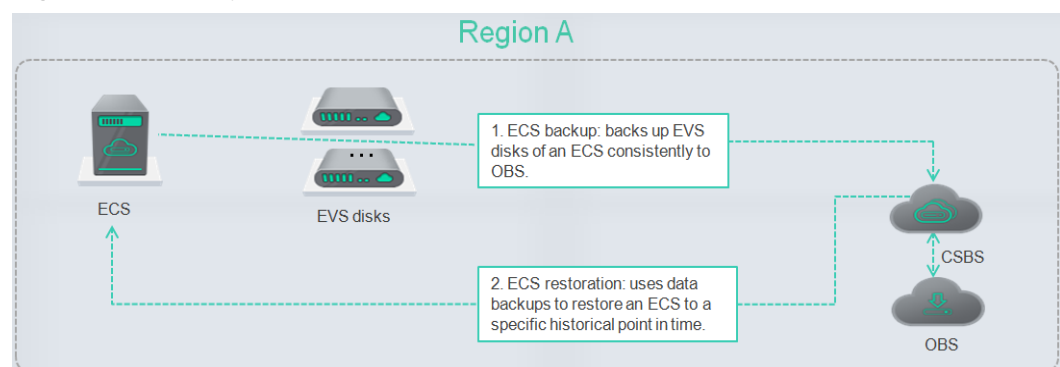 Region A
1. ECS backup: backs up EVS
disks of an ECS consistently to
OBS.
ECS
EVS disks
CSBS
2. ECS restoration: uses data
backups to restore an ECS to a
specific historical point in time.
OBS